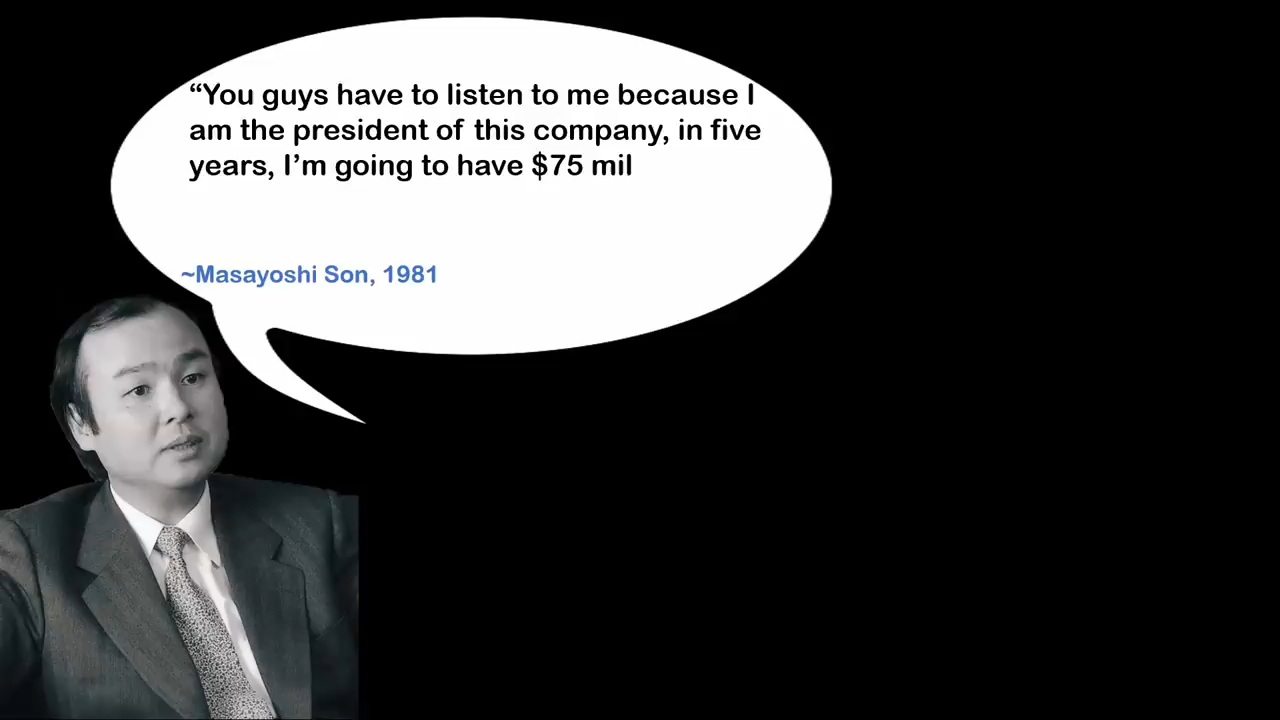 “You guys have to listen to me because I
am the president of this company, in five
years, I’m going to have $75 mil
~Masayoshi Son, 1981